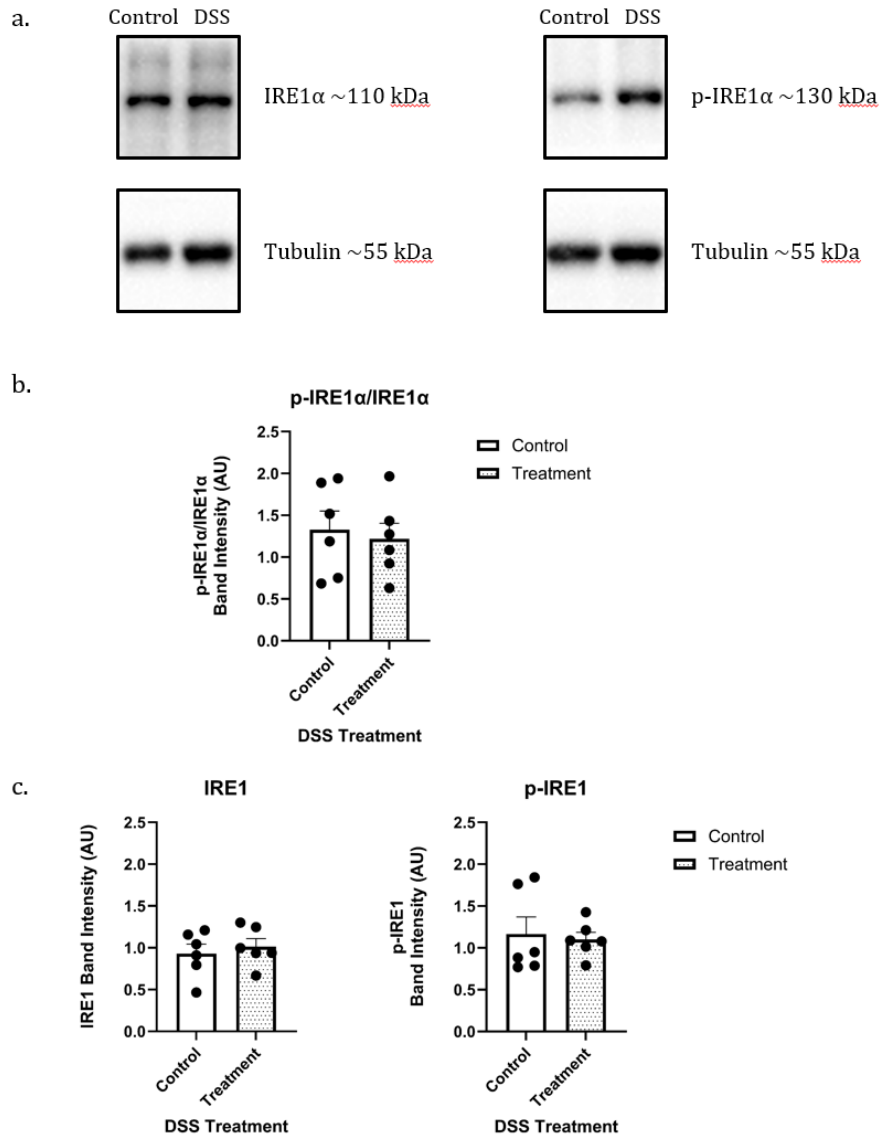 a.
Control DSS
IRE1α ~110 kDa
Tubulin ~55 kDa
Control DSS
p-IRE1α ~130 kDa
Tubulin ~55 kDa
b.
p-IRE1α/IRE1α
p-IRE1α/IRE1α
Band Intensity (AU)
2.5
2.0
1.5
1.0
0.5
0.0
Control
Treatment
DSS Treatment
Control
Treatment
c.
IRE1
IRE1 Band Intensity (AU)
2.5
2.0
1.5
1.0
0.5
0.0
Control
Treatment
DSS Treatment
p-IRE1
p-IRE1
Band Intensity (AU)
2.5
2.0
1.5
1.0
0.5
0.0
Control
Treatment
DSS Treatment
Control
Treatment